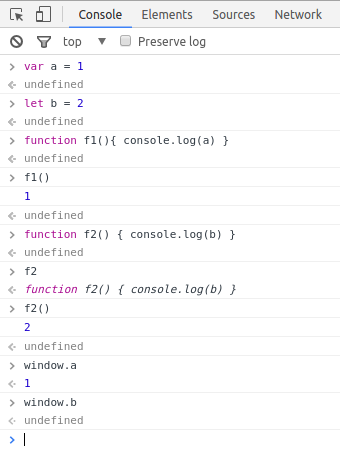 Console Elements Sources Network
top Preserve log
var a = 1
undefined
let b = 2
undefined
function f1(){ console.log(a) }
undefined
f1()
1
undefined
function f2() { console.log(b) }
undefined
f2
function f2() { console.log(b) }
f2()
2
undefined
window.a
1
window.b
undefined